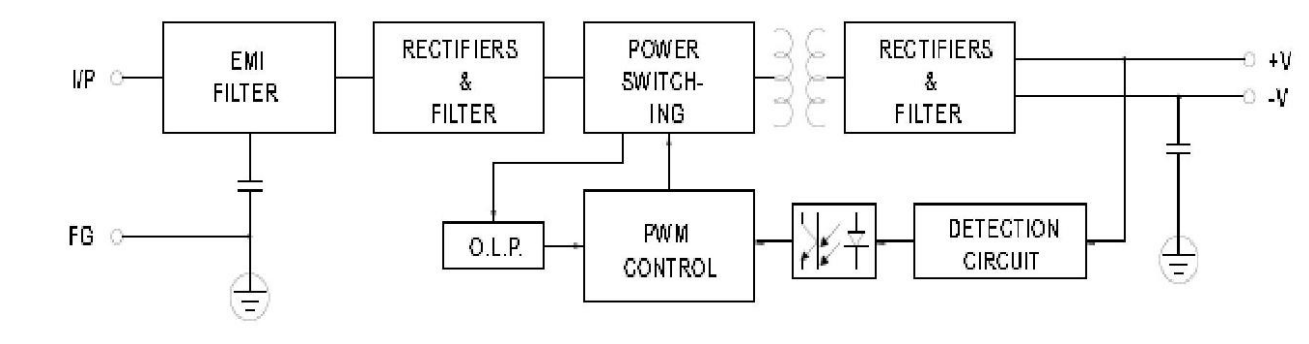 I/P
EMI
FILTER
RECTIFIERS
&
FILTER
POWER
SWITCH-
ING
RECTIFIERS
&
FILTER
+V
-V
FG
O.L.P.
PWM
CONTROL
DETECTION
CIRCUIT